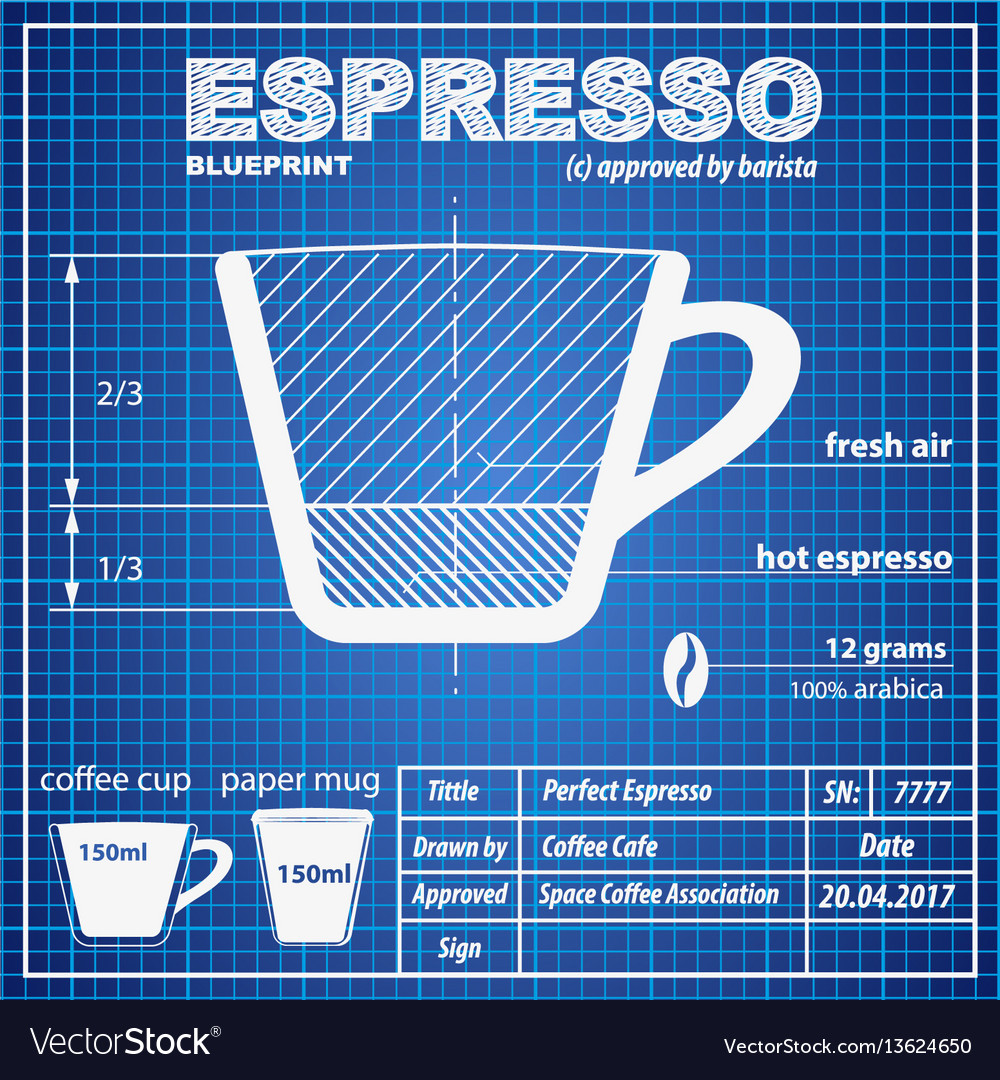 ESPRESSO
BLUEPRINT
(c) approved by barista
2/3
fresh air
1/3
hot espresso
12 grams
100% arabica
coffee cup
paper mug
150ml
150ml
Tittle Perfect Espresso SN: 7777
Drawn by Coffee Cafe Date
Approved Space Coffee Association 20.04.2017
Sign
VectorStock®
VectorStock.com/13624650